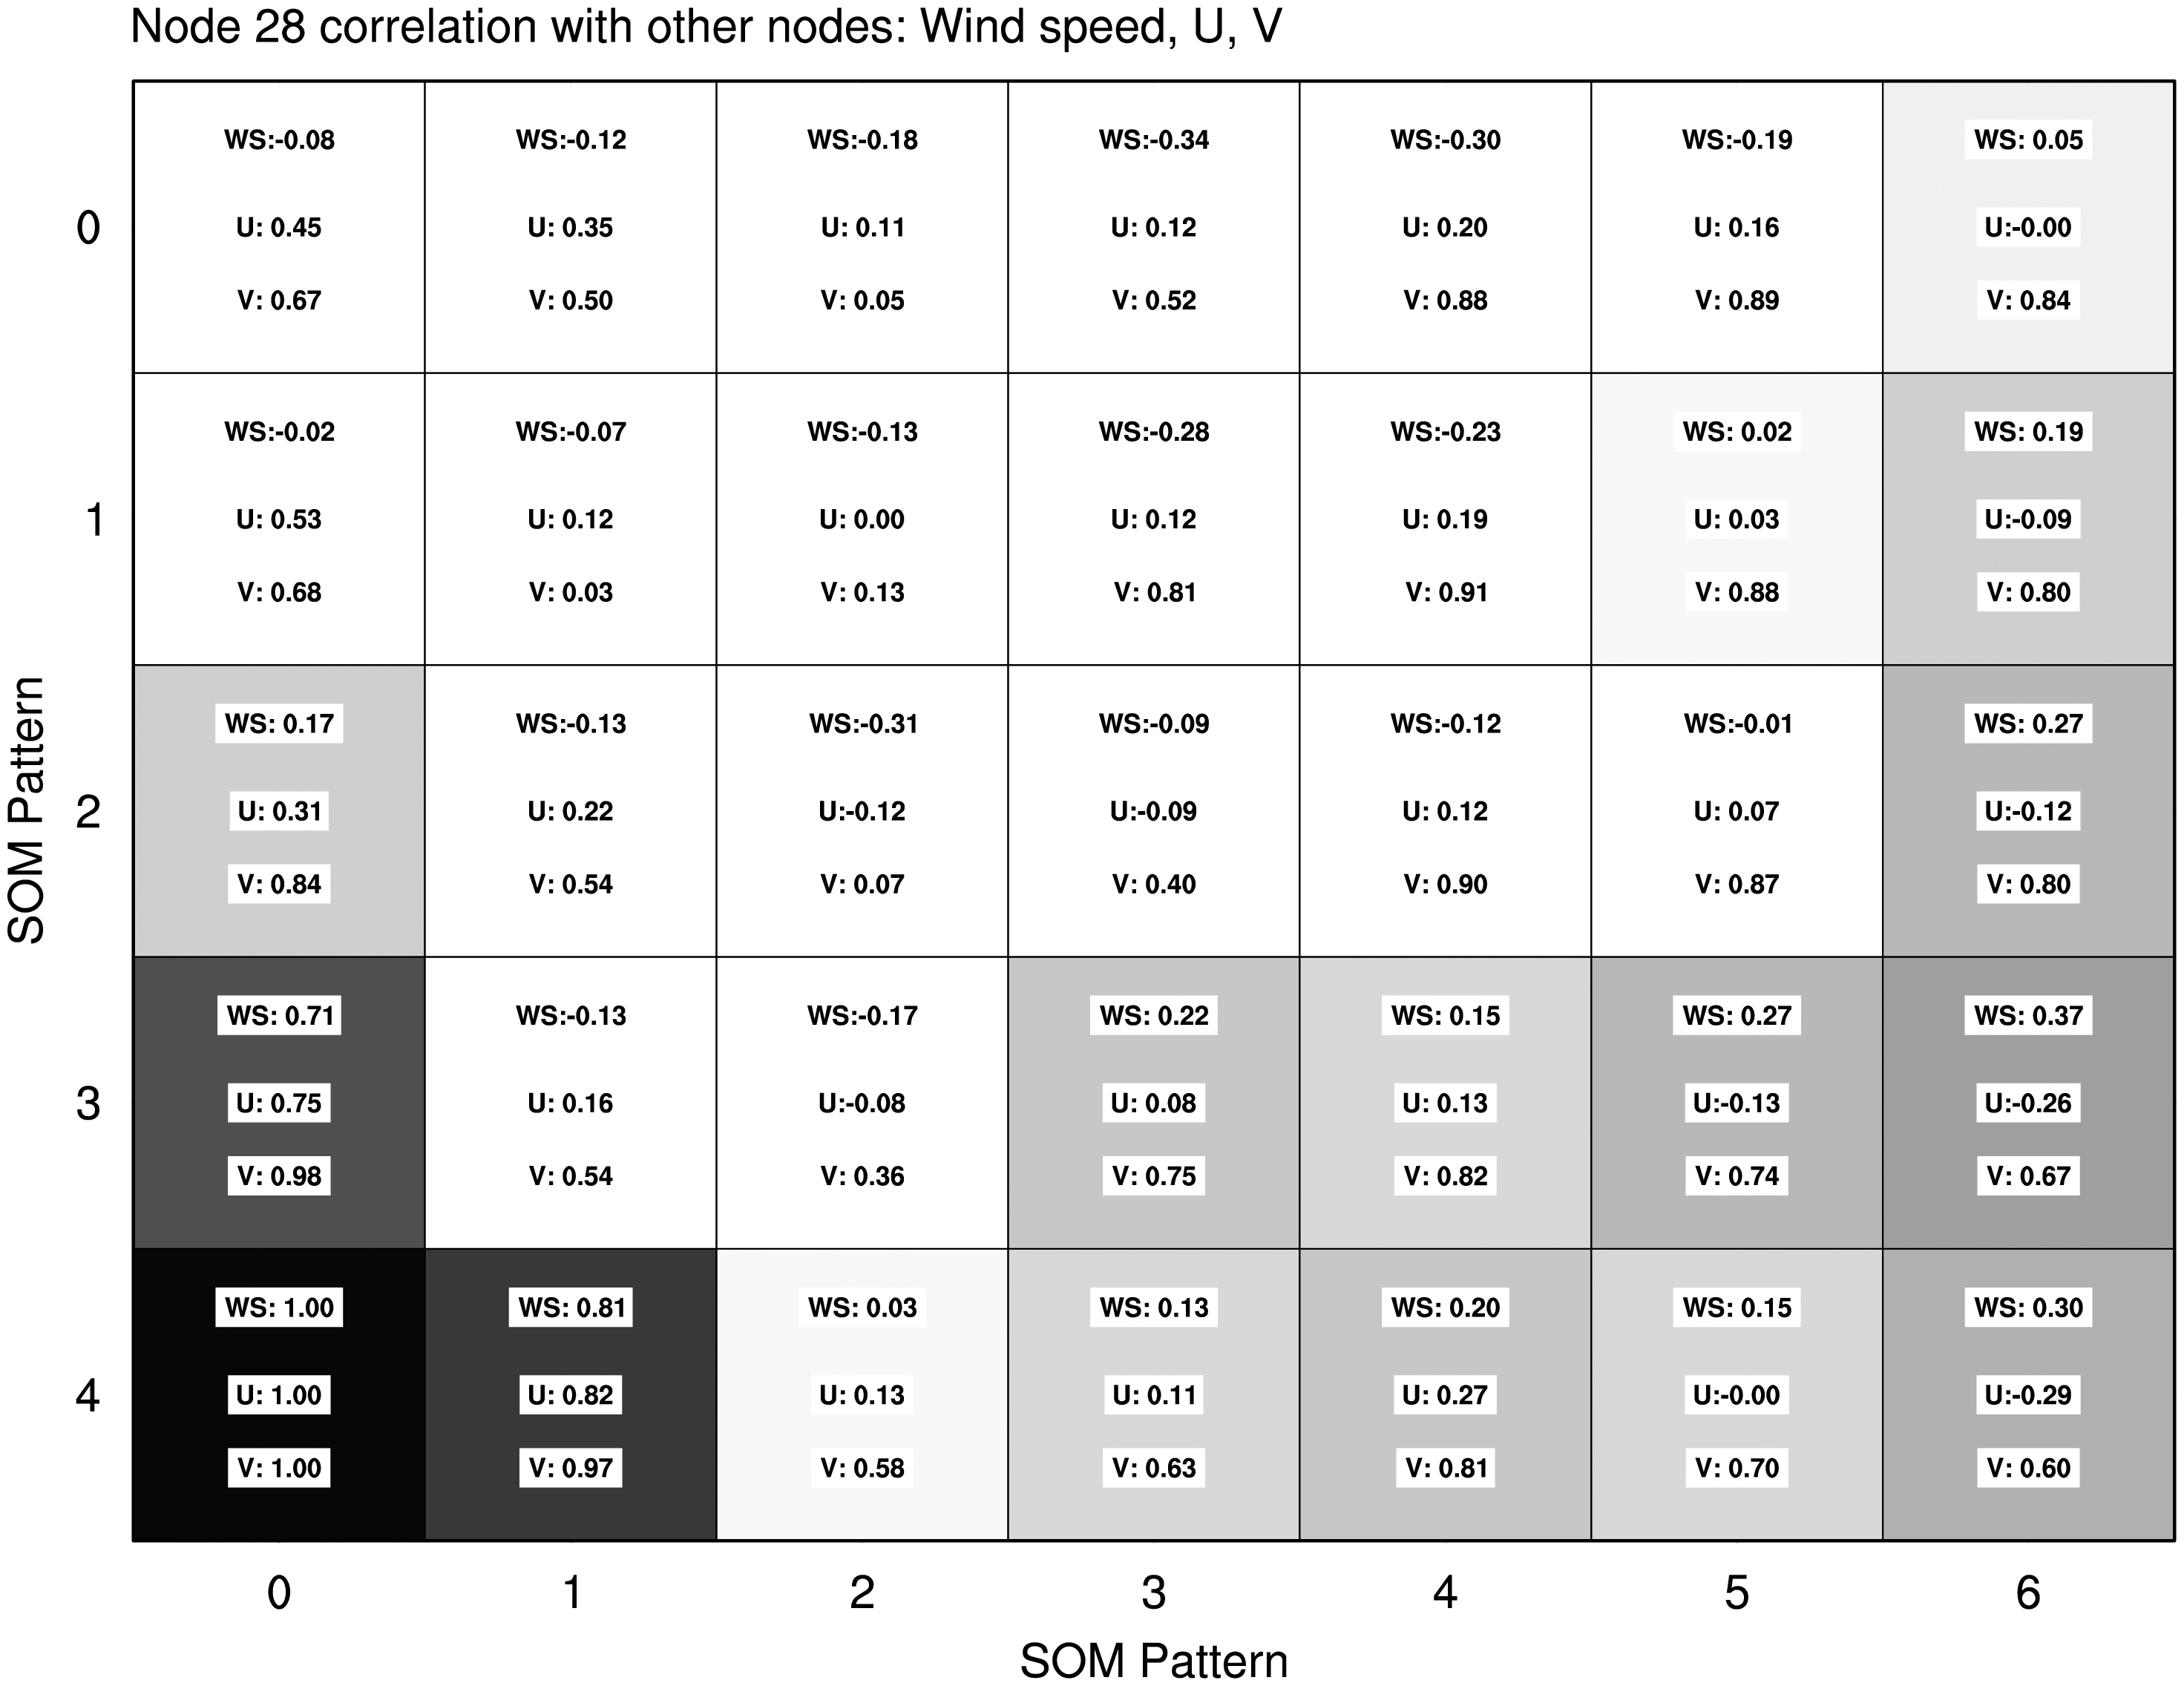 Node 28 correlation with other nodes: Wind speed, U, V
WS:-0.08 WS:-0.12 WS:-0.18 WS:-0.34 WS:-0.30 WS:-0.19 WS: 0.05
0 U: 0.45 U: 0.35 U: 0.11 U: 0.12 U: 0.20 U: 0.16 U:-0.00
V: 0.67 V: 0.50 V: 0.05 V: 0.52 V: 0.88 V: 0.89 V: 0.84
WS:-0.02 WS:-0.07 WS:-0.13 WS:-0.28 WS:-0.23 WS: 0.02 WS: 0.19
1 U: 0.53 U: 0.12 U: 0.00 U: 0.12 U: 0.19 U: 0.03 U:-0.09
V: 0.68 V: 0.03 V: 0.13 V: 0.81 V: 0.91 V: 0.88 V: 0.80
SOM Pattern
WS: 0.17 WS:-0.13 WS:-0.31 WS:-0.09 WS:-0.12 WS:-0.01 WS: 0.27
2 U: 0.31 U: 0.22 U:-0.12 U:-0.09 U: 0.12 U: 0.07 U:-0.12
V: 0.84 V: 0.54 V: 0.07 V: 0.40 V: 0.90 V: 0.87 V: 0.80
WS: 0.71 WS:-0.13 WS:-0.17 WS: 0.22 WS: 0.15 WS: 0.27 WS: 0.37
3 U: 0.75 U: 0.16 U:-0.08 U: 0.08 U: 0.13 U:-0.13 U:-0.26
V: 0.98 V: 0.54 V: 0.36 V: 0.75 V: 0.82 V: 0.74 V: 0.67
WS: 1.00 WS: 0.81 WS: 0.03 WS: 0.13 WS: 0.20 WS: 0.15 WS: 0.30
4 U: 1.00 U: 0.82 U: 0.13 U: 0.11 U: 0.27 U:-0.00 U:-0.29
V: 1.00 V: 0.97 V: 0.58 V: 0.63 V: 0.81 V: 0.70 V: 0.60
0 1 2 3 4 5 6
SOM Pattern